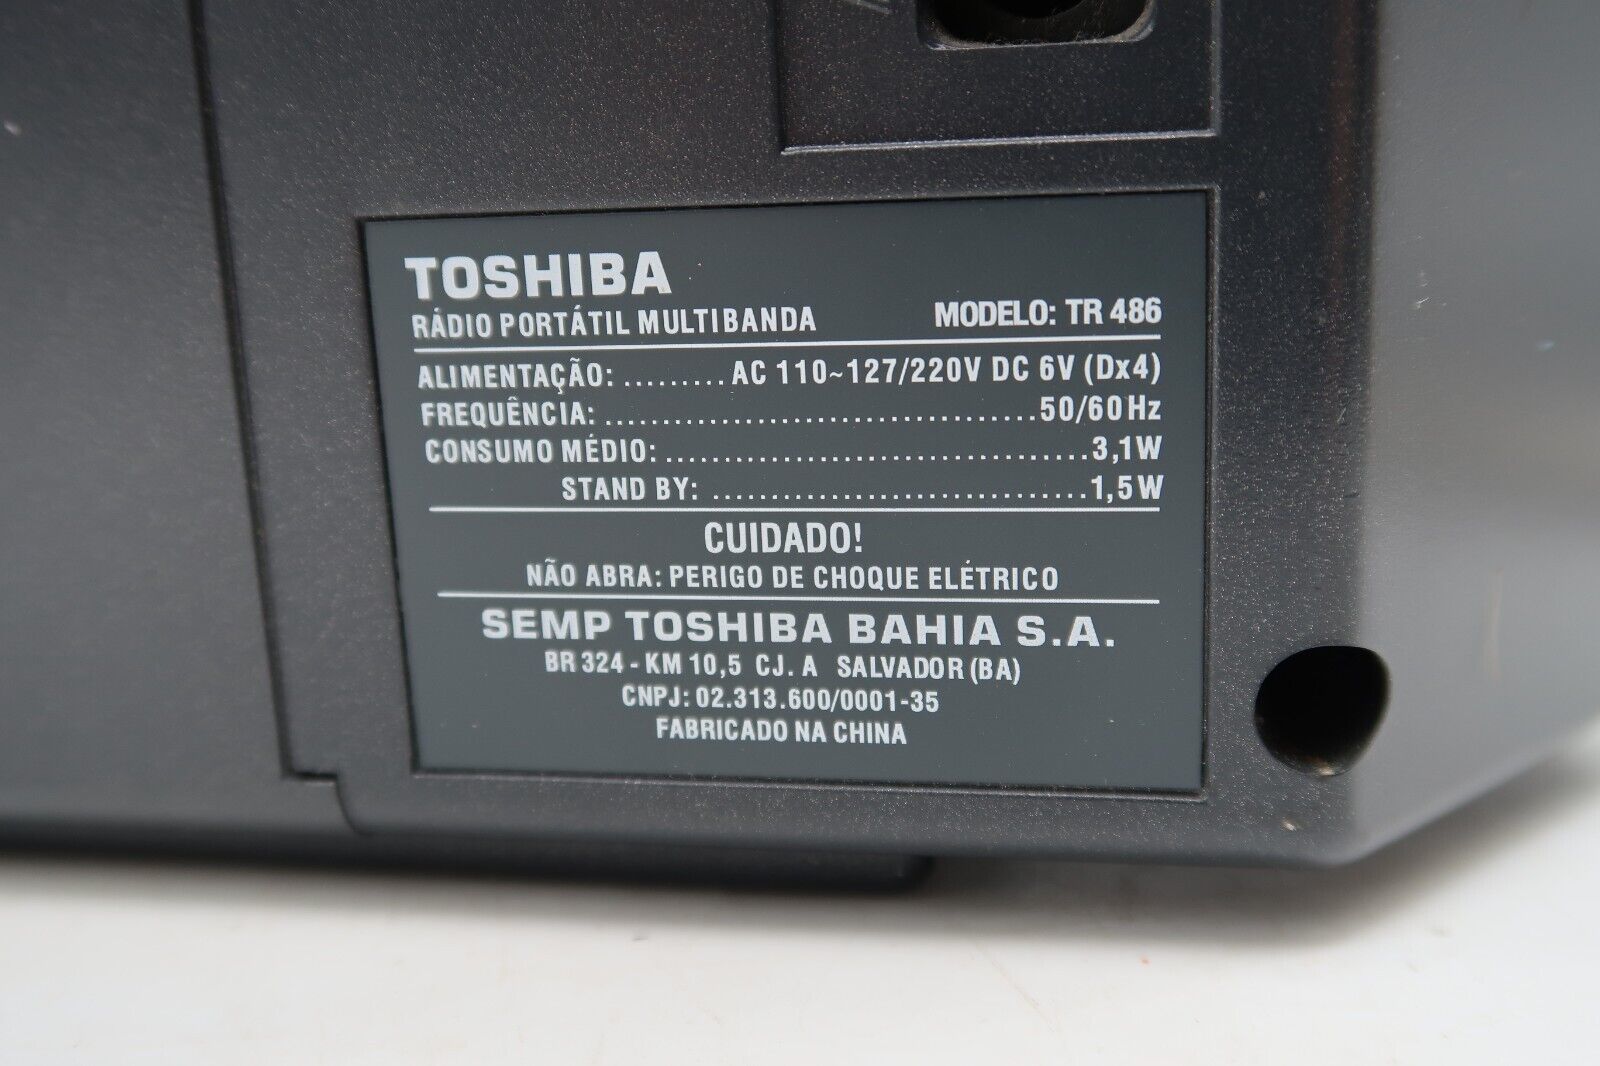 TOSHIBA
RÁDIO PORTÁTIL MULTIBANDA MODELO: TR 486
ALIMENTAÇÃO: ......... AC 110~127/220V DC 6V (Dx4)
FREQUÊNCIA: ..................................... 50/60Hz
CONSUMO MÉDIO: .................................... 3,1W
STAND BY: ................................ 1,5W
CUIDADO!
NÃO ABRA: PERIGO DE CHOQUE ELÉTRICO
SEMP TOSHIBA BAHIA S.A.
BR 324 - KM 10,5 CJ. A SALVADOR (BA)
CNPJ: 02.313.600/0001-35
FABRICADO NA CHINA